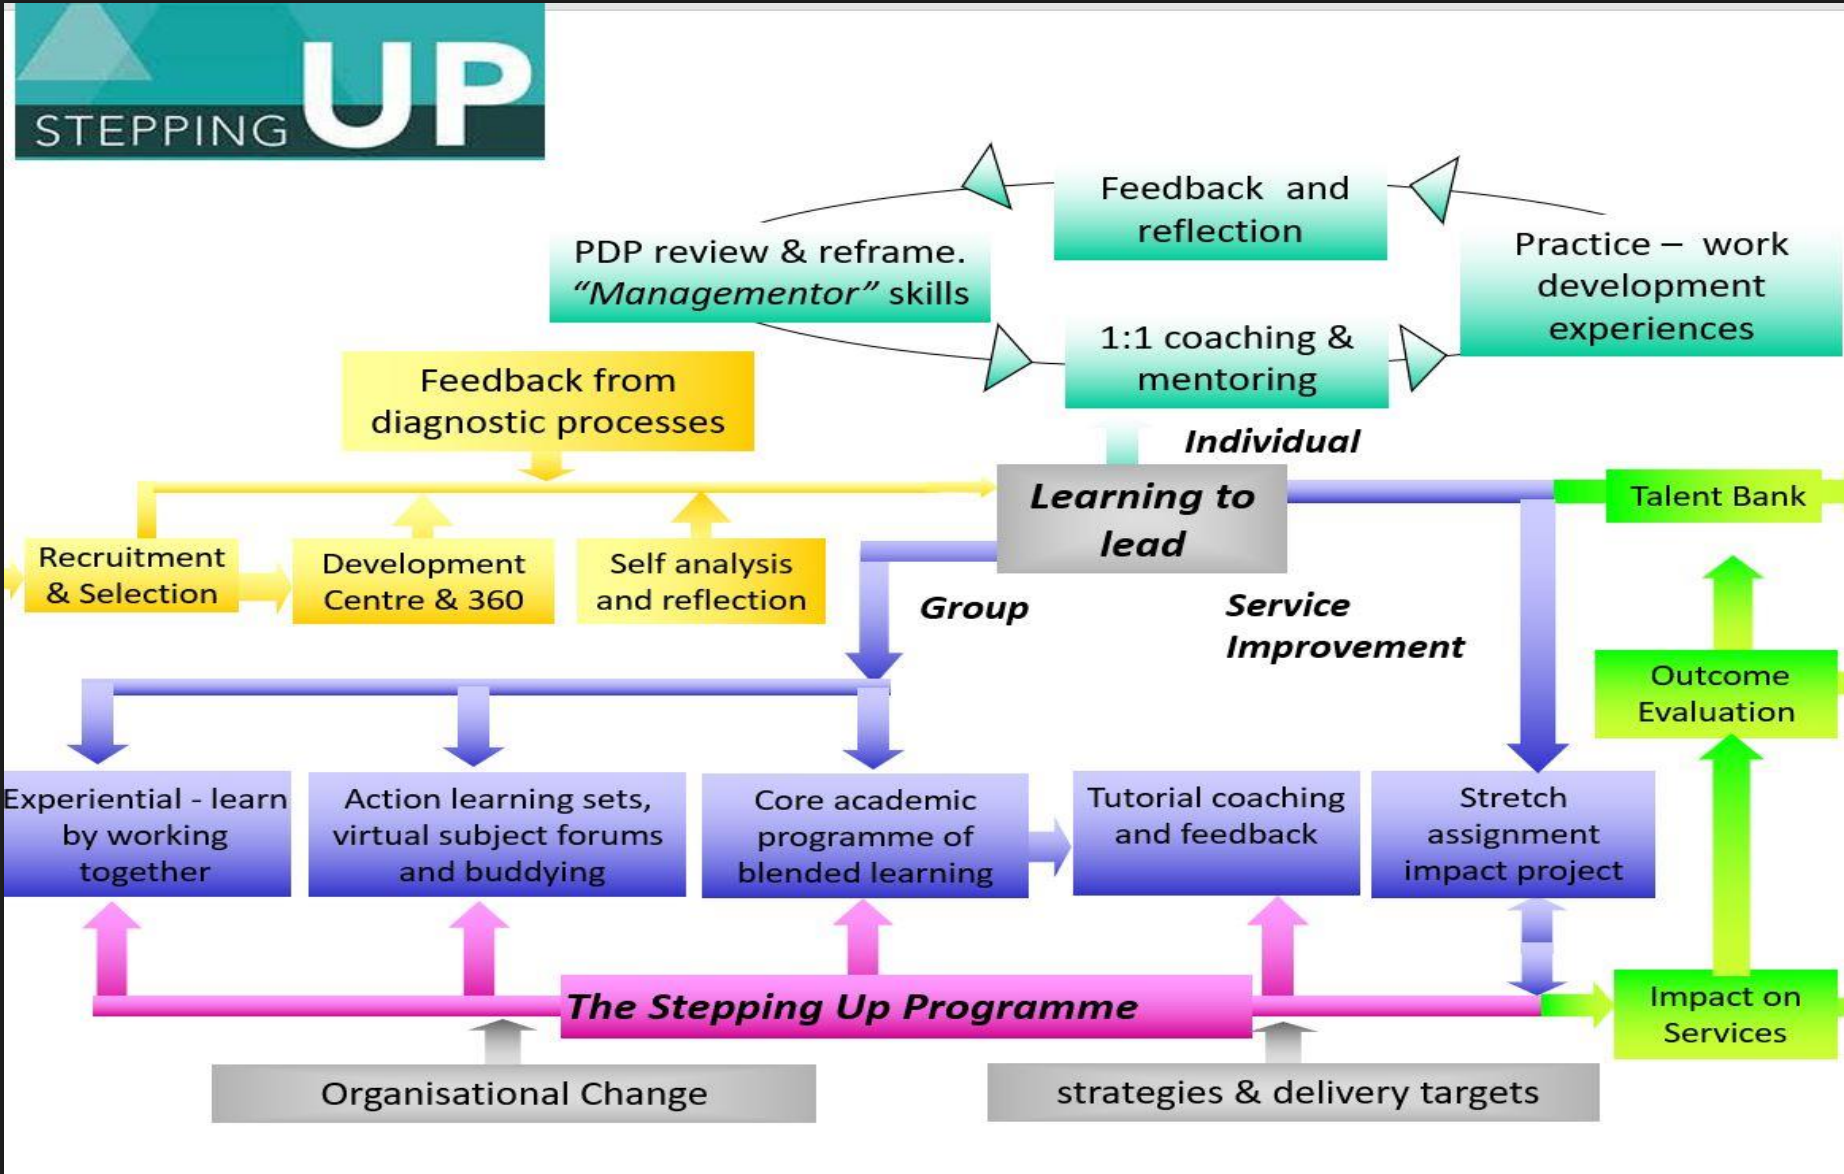 STEPPING UP
Feedback and
reflection
PDP review & reframe.
“Managementor” skills
Practice – work
development
experiences
1:1 coaching &
mentoring
Feedback from
diagnostic processes
Individual
Learning to
lead
Talent Bank
Recruitment
& Selection
Development
Centre & 360
Self analysis
and reflection
Group
Service
Improvement
Outcome
Evaluation
Experiential - learn
by working
together
Action learning sets,
virtual subject forums
and buddying
Core academic
programme of
blended learning
Tutorial coaching
and feedback
Stretch
assignment
impact project
The Stepping Up Programme
Impact on
Services
Organisational Change
strategies & delivery targets